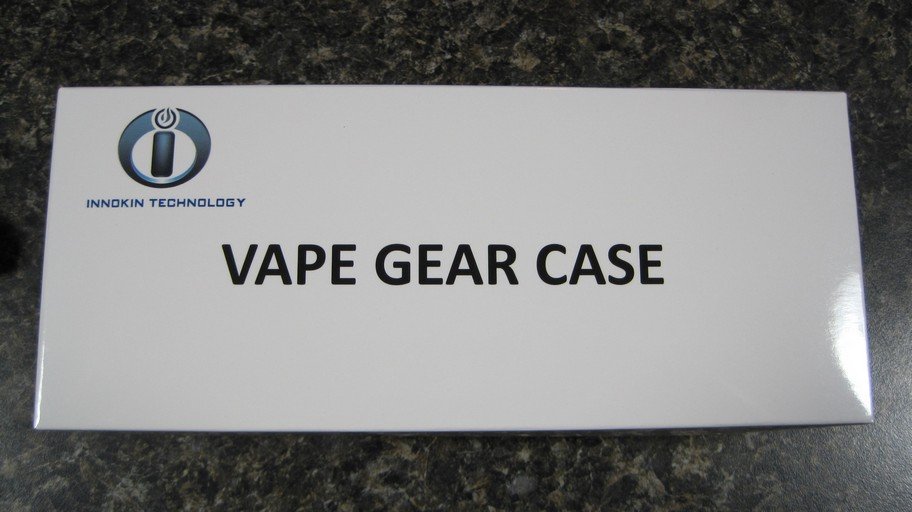 INNOKIN TECHNOLOGY
VAPE GEAR CASE